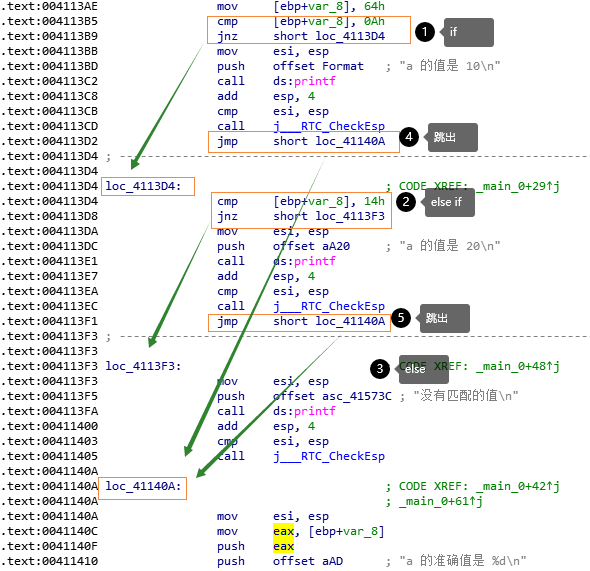 .text:004113AE mov [ebp+var_8], 64h
.text:004113B5 cmp [ebp+var_8], 0Ah
.text:004113B9 jnz short loc_4113D4 1 if
.text:004113BB mov esi, esp
.text:004113BD push offset Format ; "a 的值是 10\n"
.text:004113C2 call ds:printf
.text:004113C8 add esp, 4
.text:004113CB cmp esi, esp
.text:004113CD call j___RTC_CheckEsp
.text:004113D2 jmp short loc_41140A 4 跳出
.text:004113D4 ; ---------------------------------------------------------------------------
.text:004113D4
.text:004113D4 loc_4113D4: ; CODE XREF: _main_0+29↑j
.text:004113D4 cmp [ebp+var_8], 14h 2 else if
.text:004113D8 jnz short loc_4113F3
.text:004113DA mov esi, esp
.text:004113DC push offset aA20 ; "a 的值是 20\n"
.text:004113E1 call ds:printf
.text:004113E7 add esp, 4
.text:004113EA cmp esi, esp
.text:004113EC call j___RTC_CheckEsp
.text:004113F1 jmp short loc_41140A 5 跳出
.text:004113F3 ; ---------------------------------------------------------------------------
.text:004113F3
.text:004113F3 loc_4113F3: 3 else CODE XREF: _main_0+48↑j
.text:004113F3 mov esi, esp
.text:004113F5 push offset asc_41573C ; "没有匹配的值\n"
.text:004113FA call ds:printf
.text:00411400 add esp, 4
.text:00411403 cmp esi, esp
.text:00411405 call j___RTC_CheckEsp
.text:0041140A
.text:0041140A loc_41140A: ; CODE XREF: _main_0+42↑j
.text:0041140A ; _main_0+61↑j
.text:0041140A mov esi, esp
.text:0041140C mov eax, [ebp+var_8]
.text:0041140F push eax
.text:00411410 push offset aAD ; "a 的准确值是 %d\n"